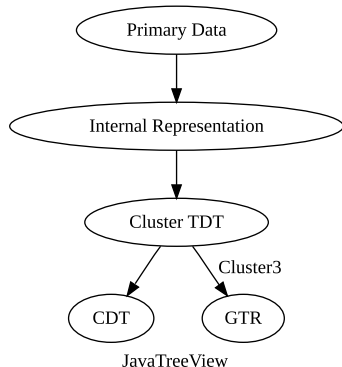 Primary Data
Internal Representation
Cluster TDT
Cluster3
CDT
GTR
JavaTreeView